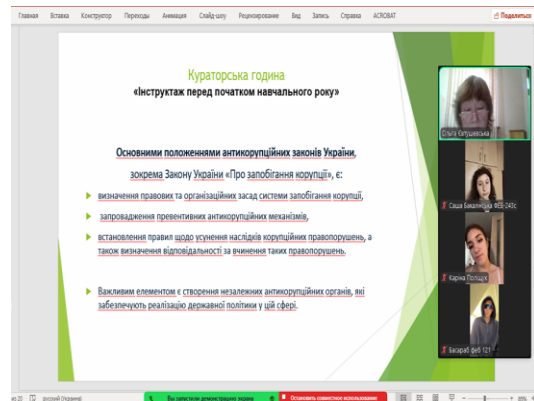 Главная Вставка Конструктор Переходы Анимация Слайд-шоу Рецензирование Вид Запись Справка ACROBAT Поделиться
Кураторська година
«Інструктаж перед початком навчального року»
Основними положеннями антикорупційних законів України,
зокрема Закону України «Про запобігання корупції», є:
визначення правових та організаційних засад системи запобігання корупції,
запровадження превентивних антикорупційних механізмів,
встановлення правил щодо усунення наслідків корупційних правопорушень, а
також визначення відповідальності за вчинення таких правопорушень.
Важливим елементом є створення незалежних антикорупційних органів, які
забезпечують реалізацію державної політики у цій сфері.
Ольга Євтушевська
Саша Бакалінська ФЕБ-243с
Каріна Поліщук
Басараб феб 121
из 20 русский (Украина) Вы запустили демонстрацию экрана Остановить совместное использование